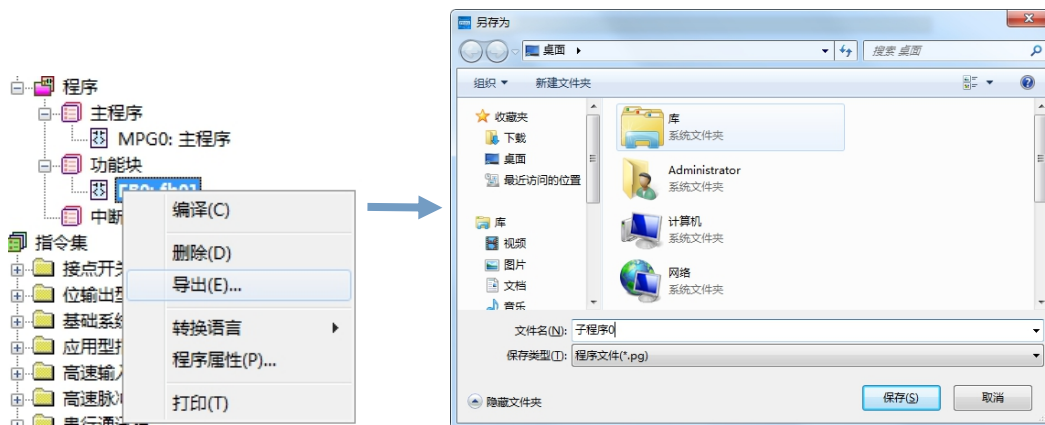 程序
主程序
MPG0: 主程序
功能块
[FB0: fb0]
中断
指令集
接点开关
位输出型
基础系统
应用型指
高速输入
高速脉冲
编译(C)
删除(D)
导出(E)...
转换语言
程序属性(P)...
打印(T)
另存为
桌面
搜索 桌面
组织
新建文件夹
收藏夹
下载
桌面
最近访问的位置
库
视频
图片
文档
音乐
库
系统文件夹
Administrator
系统文件夹
计算机
系统文件夹
网络
系统文件夹
文件名(N): 子程序0
保存类型(T): 程序文件(*.pg)
隐藏文件夹
保存(S)
取消